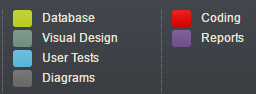 Database
Visual Design
User Tests
Diagrams
Coding
Reports